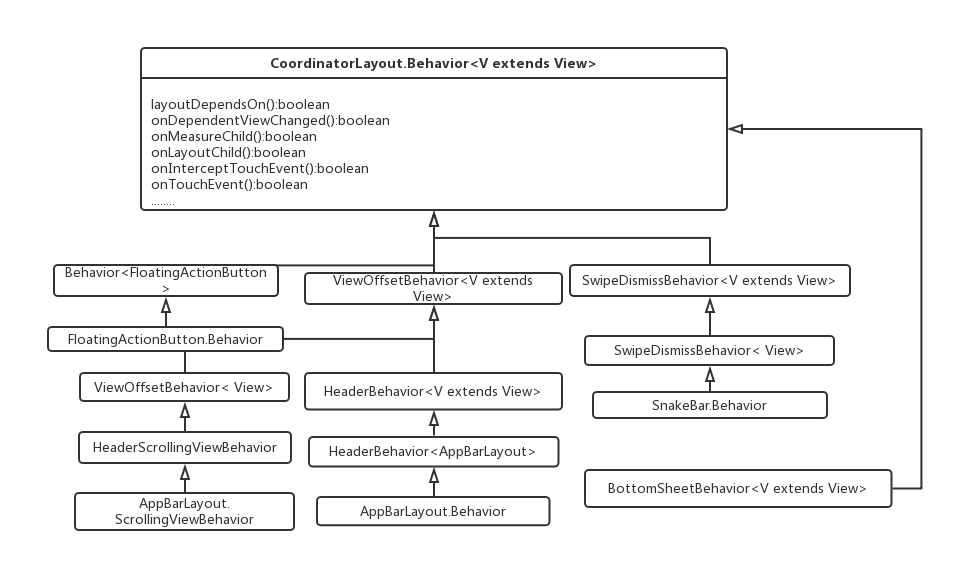 CoordinatorLayout.Behavior<V extends View>
layoutDependsOn():boolean
onDependentViewChanged():boolean
onMeasureChild():boolean
onLayoutChild():boolean
onInterceptTouchEvent():boolean
onTouchEvent():boolean
........
Behavior<FloatingActionButton
>
ViewOffsetBehavior<V extends
View>
SwipeDismissBehavior<V extends View>
FloatingActionButton.Behavior
SwipeDismissBehavior< View>
ViewOffsetBehavior< View>
HeaderBehavior<V extends View>
SnakeBar.Behavior
HeaderScrollingViewBehavior
HeaderBehavior<AppBarLayout>
BottomSheetBehavior<V extends View>
AppBarLayout.
ScrollingViewBehavior
AppBarLayout.Behavior